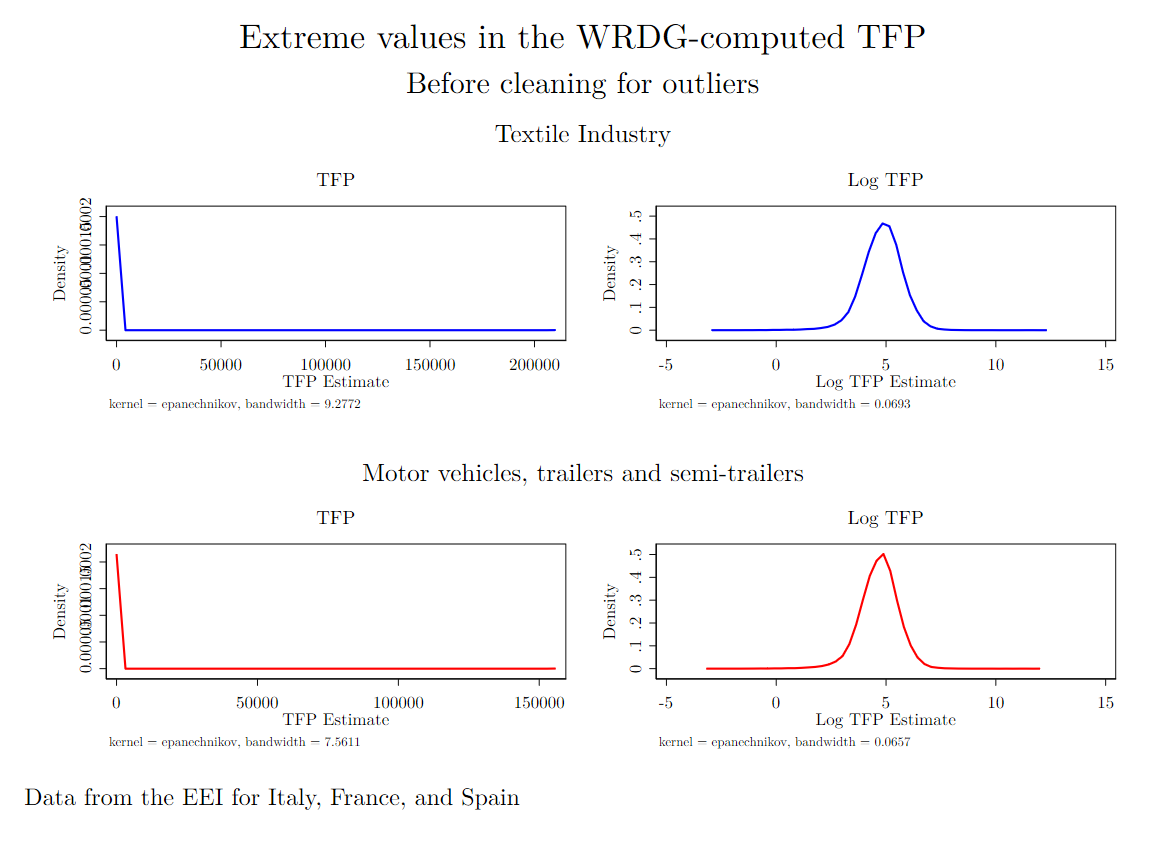 Extreme values in the WRDG-computed TFP
Before cleaning for outliers
Textile Industry
TFP
Log TFP
Density
0
50000
100000
150000
200000
TFP Estimate
kernel = epanechnikov, bandwidth = 9.2772
Density
0 .1 .2 .3 .4 .5
-5 0 5 10 15
Log TFP Estimate
kernel = epanechnikov, bandwidth = 0.0693
Motor vehicles, trailers and semi-trailers
TFP
Log TFP
Density
0
50000
100000
150000
TFP Estimate
kernel = epanechnikov, bandwidth = 7.5611
Density
0 .1 .2 .3 .4 .5
-5 0 5 10 15
Log TFP Estimate
kernel = epanechnikov, bandwidth = 0.0657
Data from the EEI for Italy, France, and Spain